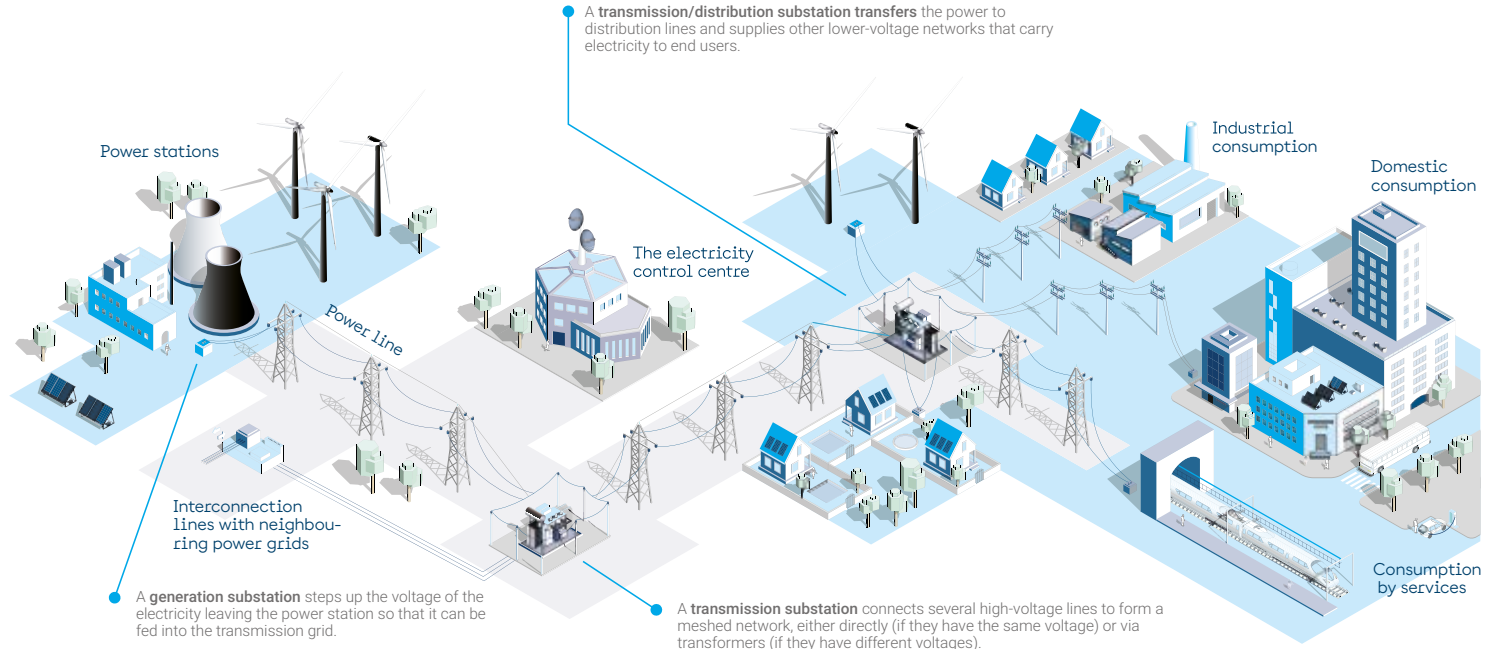 A transmission/distribution substation transfers the power to
distribution lines and supplies other lower-voltage networks that carry
electricity to end users.
Power stations
Industrial
consumption
Domestic
consumption
The electricity
control centre
Power line
Interconnection
lines with neighbou-
ring power grids
Consumption
by services
A generation substation steps up the voltage of the
electricity leaving the power station so that it can be
fed into the transmission grid.
A transmission substation connects several high-voltage lines to form a
meshed network, either directly (if they have the same voltage) or via
transformers (if they have different voltages).